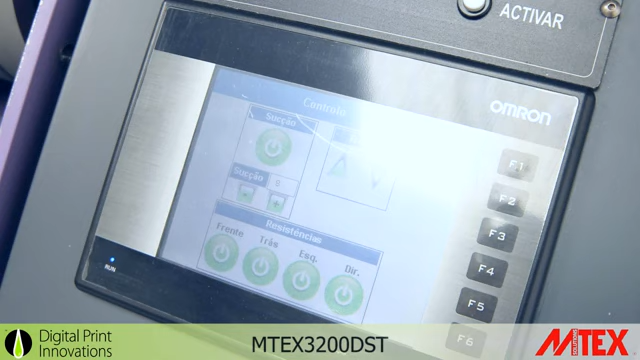 ACTIVAR
OMRON
Controlo
Sucção
Sucção
Resistências
Frente Trás Esq. Dir.
F1
F2
F3
F4
F5
F6
RUN
Digital Print
Innovations
MTEX3200DST
MTEX